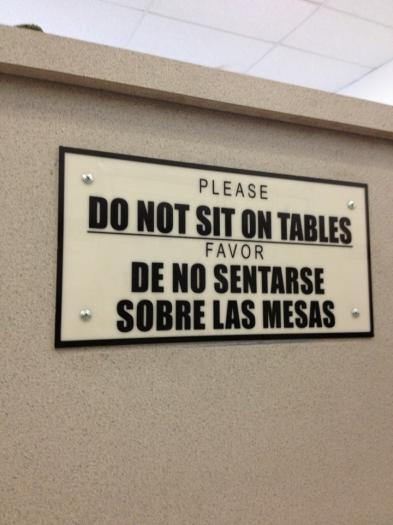 PLEASE
DO NOT SIT ON TABLES
FAVOR
DE NO SENTARSE
SOBRE LAS MESAS